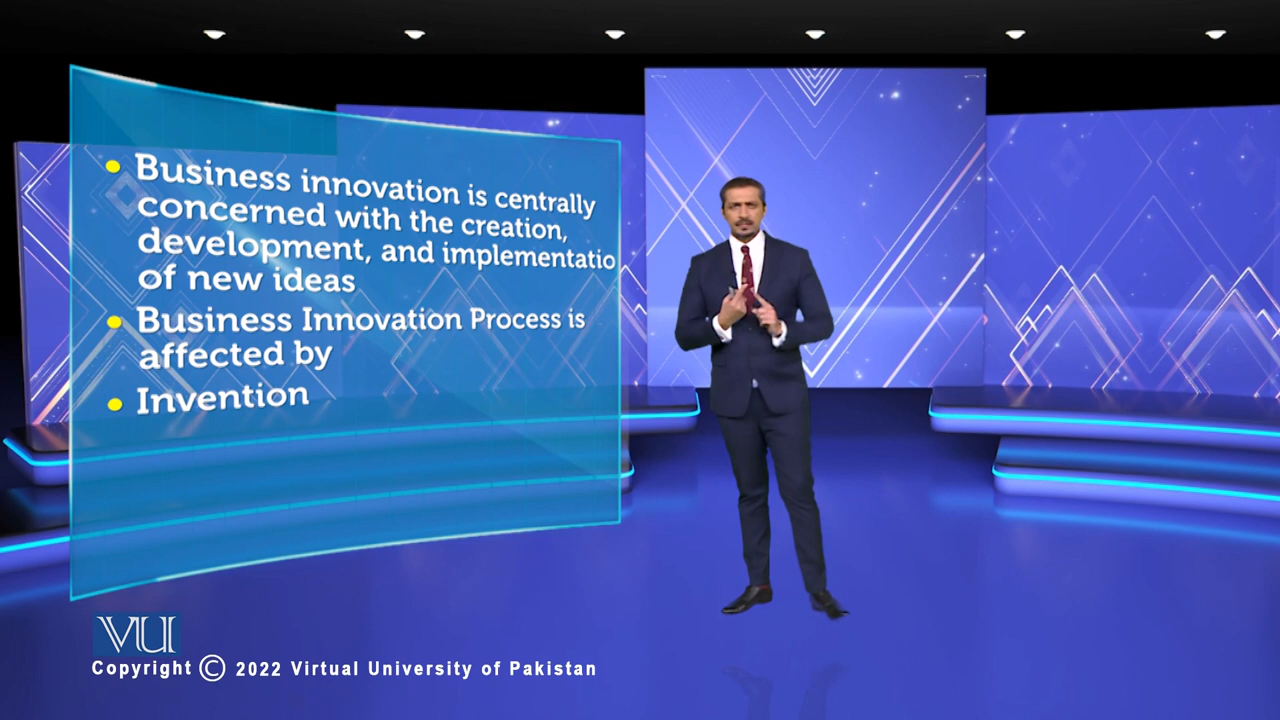 Business innovation is centrally
concerned with the creation,
development, and implementatio
of new ideas
Business Innovation Process is
affected by
Invention
VU
Copyright © 2022 Virtual University of Pakistan